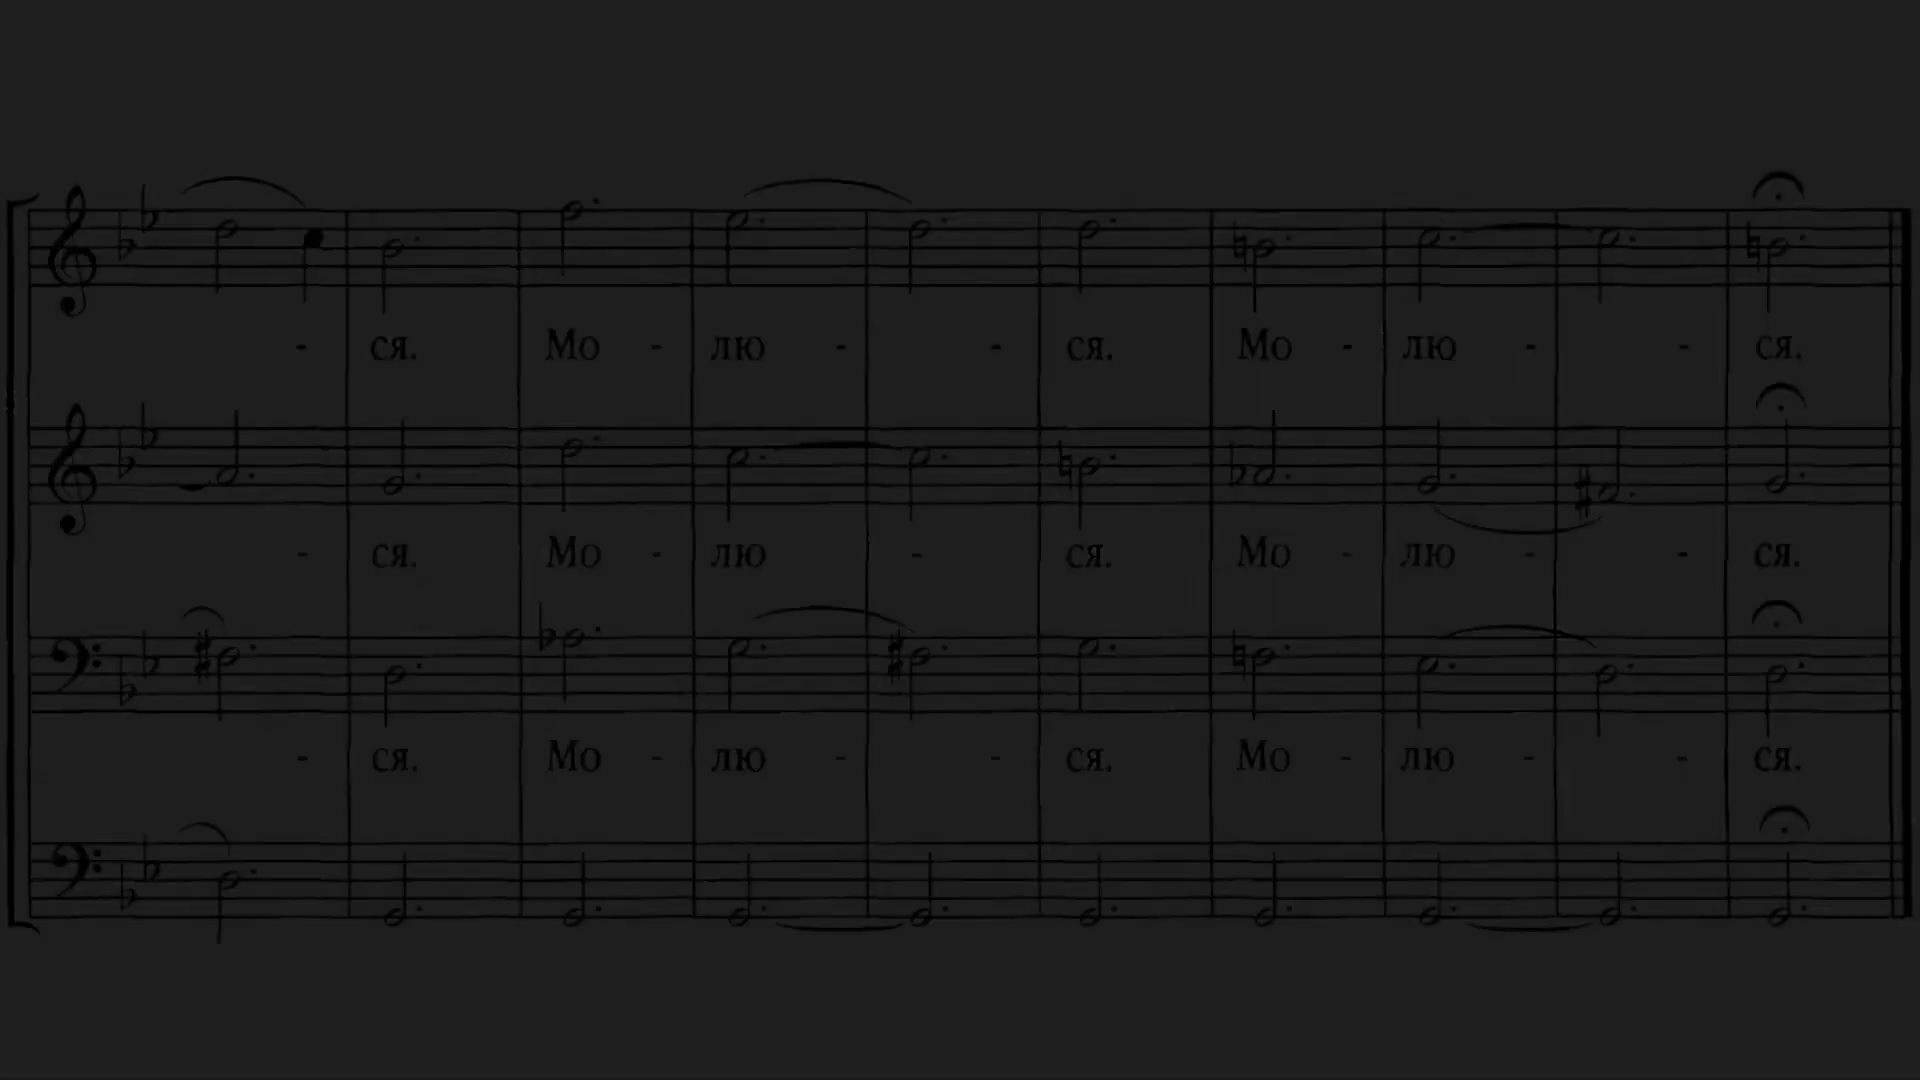 - ся. Мо - лю - - ся. Мо - лю - - ся.
- ся. Мо - лю - ся. Мо - лю - - ся.
- ся. Мо - лю - - ся. Мо - лю - - ся.